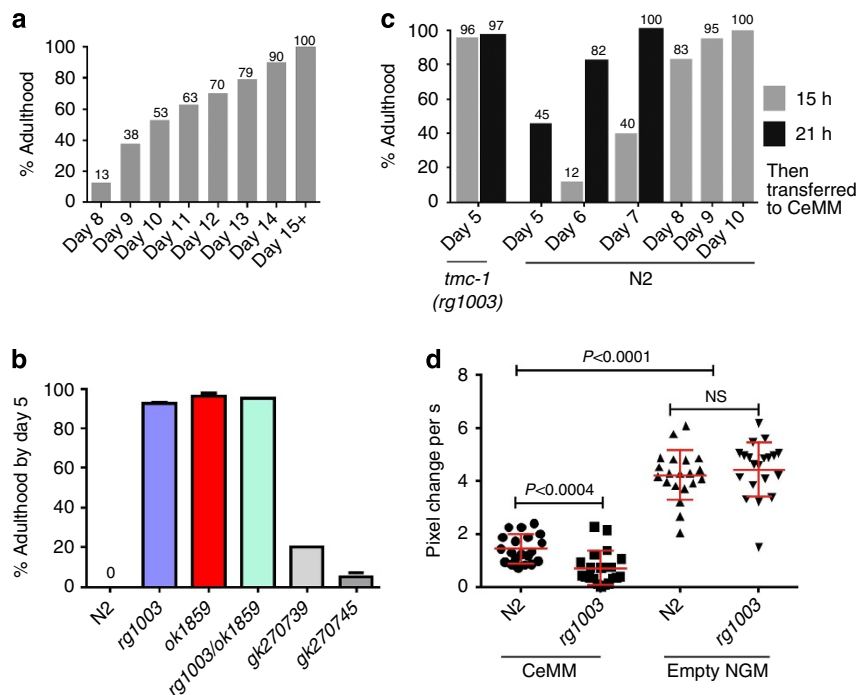 a
% Adulthood
100
80
60
40
20
0
13
38
53
63
70
79
90
100
Day 8
Day 9
Day 10
Day 11
Day 12
Day 13
Day 14
Day 15+
c
% Adulthood
100
80
60
40
20
0
96
97
45
12
82
40
100
83
95
100
Day 5
Day 5
Day 6
Day 7
Day 8
Day 9
Day 10
tmc-1
(rg1003)
N2
15 h
21 h
Then
transferred
to CeMM
b
% Adulthood by day 5
100
80
60
40
20
0
0
N2
rg1003
ok1859
rg1003/ok1859
gk270739
gk270745
d
Pixel change per s
8
6
4
2
0
P<0.0001
NS
P<0.0004
N2
rg1003
N2
rg1003
CeMM
Empty NGM